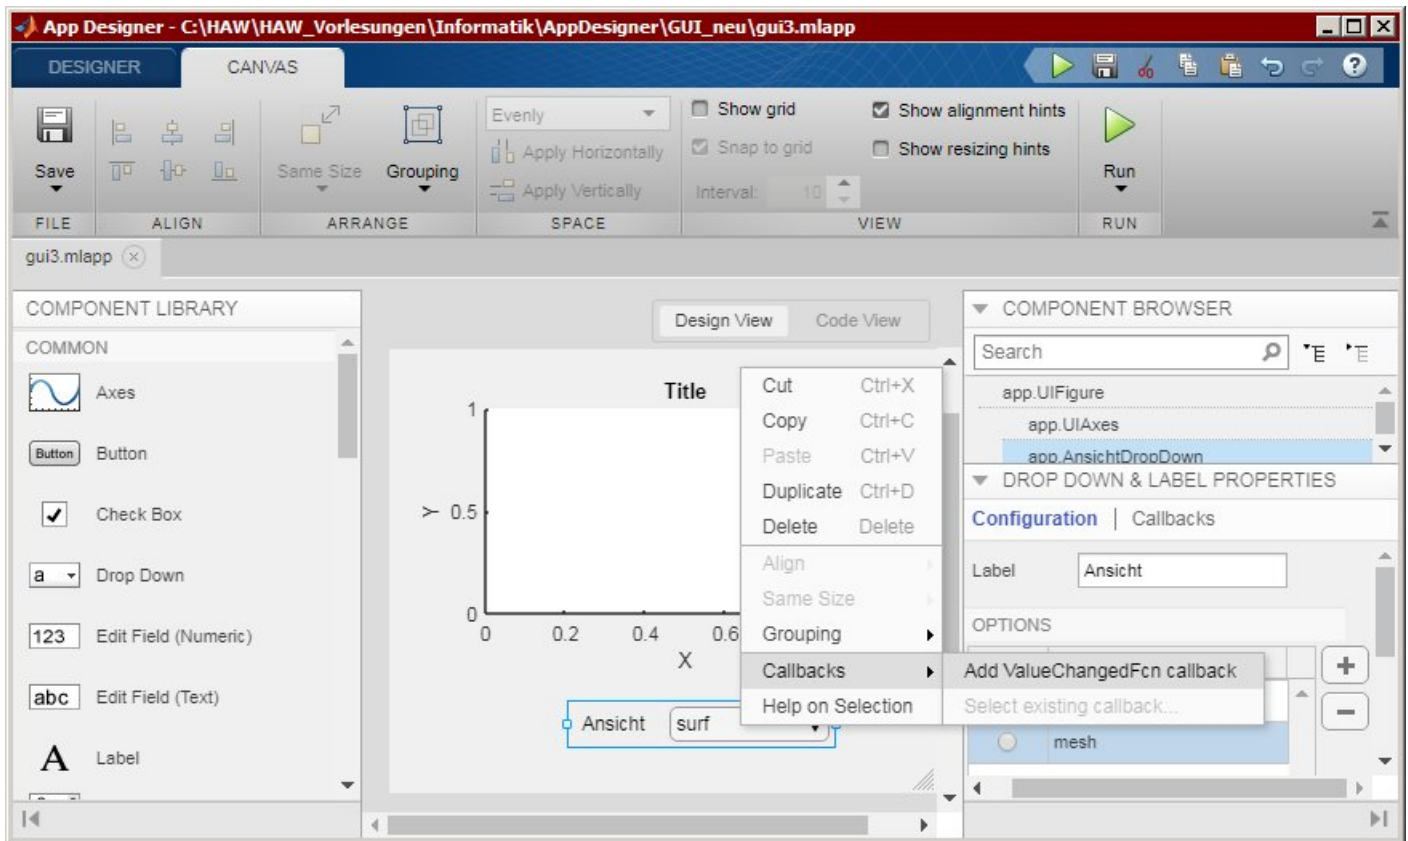 App Designer - C:\HAW\HAW_Vorlesungen\Informatik\AppDesigner\GUI_neu\gui3.mlapp
DESIGNER CANVAS
Save
Same Size
Grouping
Evenly
Apply Horizontally
Apply Vertically
Show grid
Snap to grid
Interval: 10
Show alignment hints
Show resizing hints
Run
FILE ALIGN ARRANGE SPACE VIEW RUN
gui3.mlapp
COMPONENT LIBRARY
COMMON
Axes
Button Button
Check Box
a Drop Down
123 Edit Field (Numeric)
abc Edit Field (Text)
A Label
Design View Code View
Title
1
0.5
0
Y
0 0.2 0.4 0.6
X
Ansicht surf
Cut Ctrl+X
Copy Ctrl+C
Paste Ctrl+V
Duplicate Ctrl+D
Delete Delete
Align
Same Size
Grouping
Callbacks
Help on Selection
Add ValueChangedFcn callback
Select existing callback...
COMPONENT BROWSER
Search
app.UIFigure
app.UIAxes
app.AnsichtDropDown
DROP DOWN & LABEL PROPERTIES
Configuration | Callbacks
Label Ansicht
OPTIONS
mesh